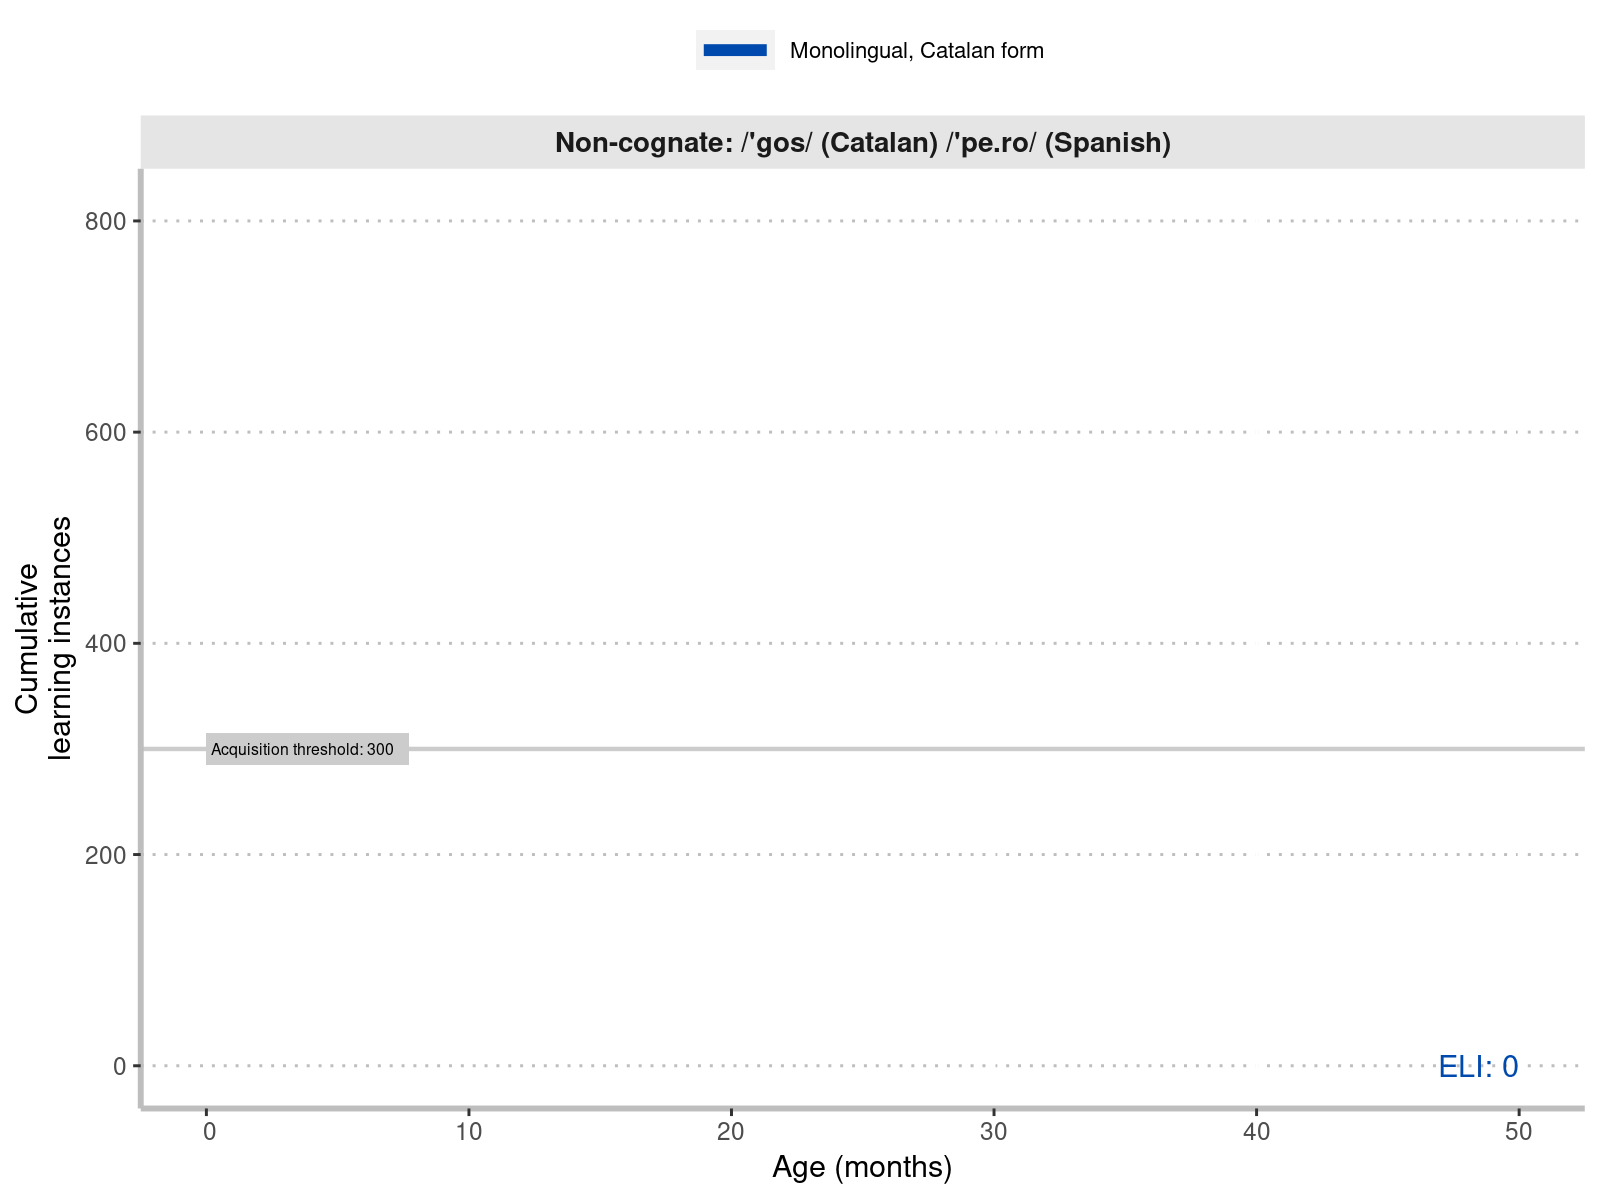 Monolingual, Catalan form
Non-cognate: /'gos/ (Catalan) /'pe.ro/ (Spanish)
800
600
400
200
0
Cumulative
learning instances
Acquisition threshold: 300
ELI: 0
0 10 20 30 40 50
Age (months)